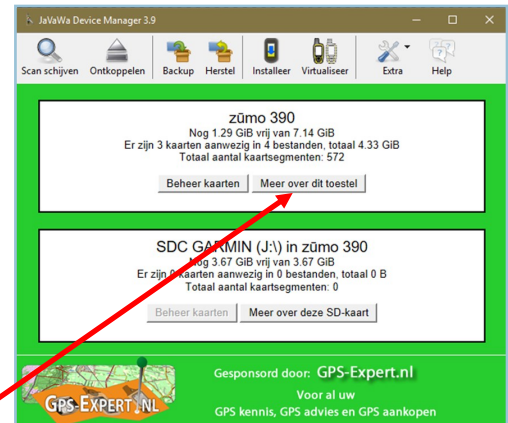 JaVaWa Device Manager 3.9
Scan schijven Ontkoppelen Backup Herstel Installeer Virtualiseer Extra Help
zūmo 390
Nog 1.29 GiB vrij van 7.14 GiB
Er zijn 3 kaarten aanwezig in 4 bestanden, totaal 4.33 GiB
Totaal aantal kaartsegmenten: 572
Beheer kaarten Meer over dit toestel
SDC GARMIN (J:\) in zūmo 390
Nog 3.67 GiB vrij van 3.67 GiB
Er zijn 0 kaarten aanwezig in 0 bestanden, totaal 0 B
Totaal aantal kaartsegmenten: 0
Beheer kaarten Meer over deze SD-kaart
Gesponsord door: GPS-Expert.nl
Voor al uw
GPS kennis, GPS advies en GPS aankopen
GPS-EXPERT.NL